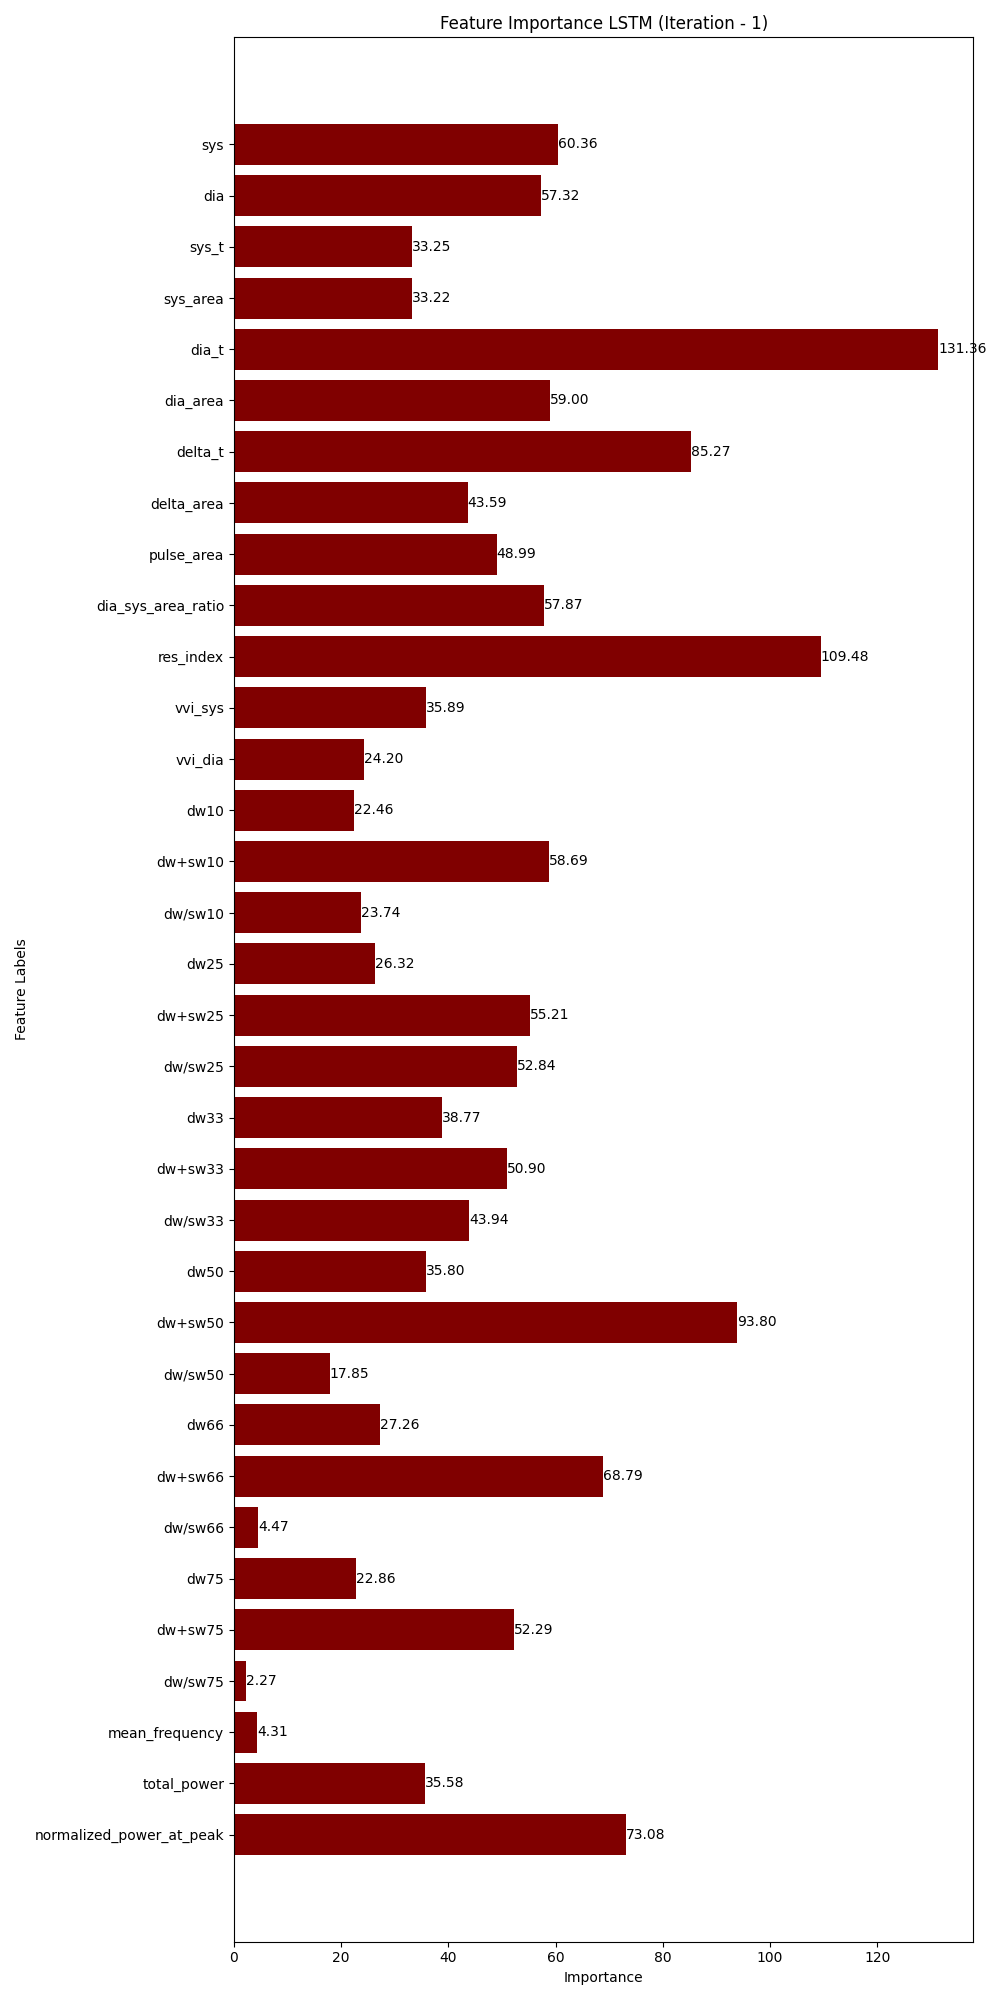 Feature Importance LSTM (Iteration - 1)
sys 60.36
dia 57.32
sys_t 33.25
sys_area 33.22
dia_t 131.36
dia_area 59.00
delta_t 85.27
delta_area 43.59
pulse_area 48.99
dia_sys_area_ratio 57.87
res_index 109.48
vvi_sys 35.89
vvi_dia 24.20
dw10 22.46
dw+sw10 58.69
dw/sw10 23.74
dw25 26.32
dw+sw25 55.21
dw/sw25 52.84
dw33 38.77
dw+sw33 50.90
dw/sw33 43.94
dw50 35.80
dw+sw50 93.80
dw/sw50 17.85
dw66 27.26
dw+sw66 68.79
dw/sw66 4.47
dw75 22.86
dw+sw75 52.29
dw/sw75 2.27
mean_frequency 4.31
total_power 35.58
normalized_power_at_peak 73.08
Feature Labels
0 20 40 60 80 100 120
Importance